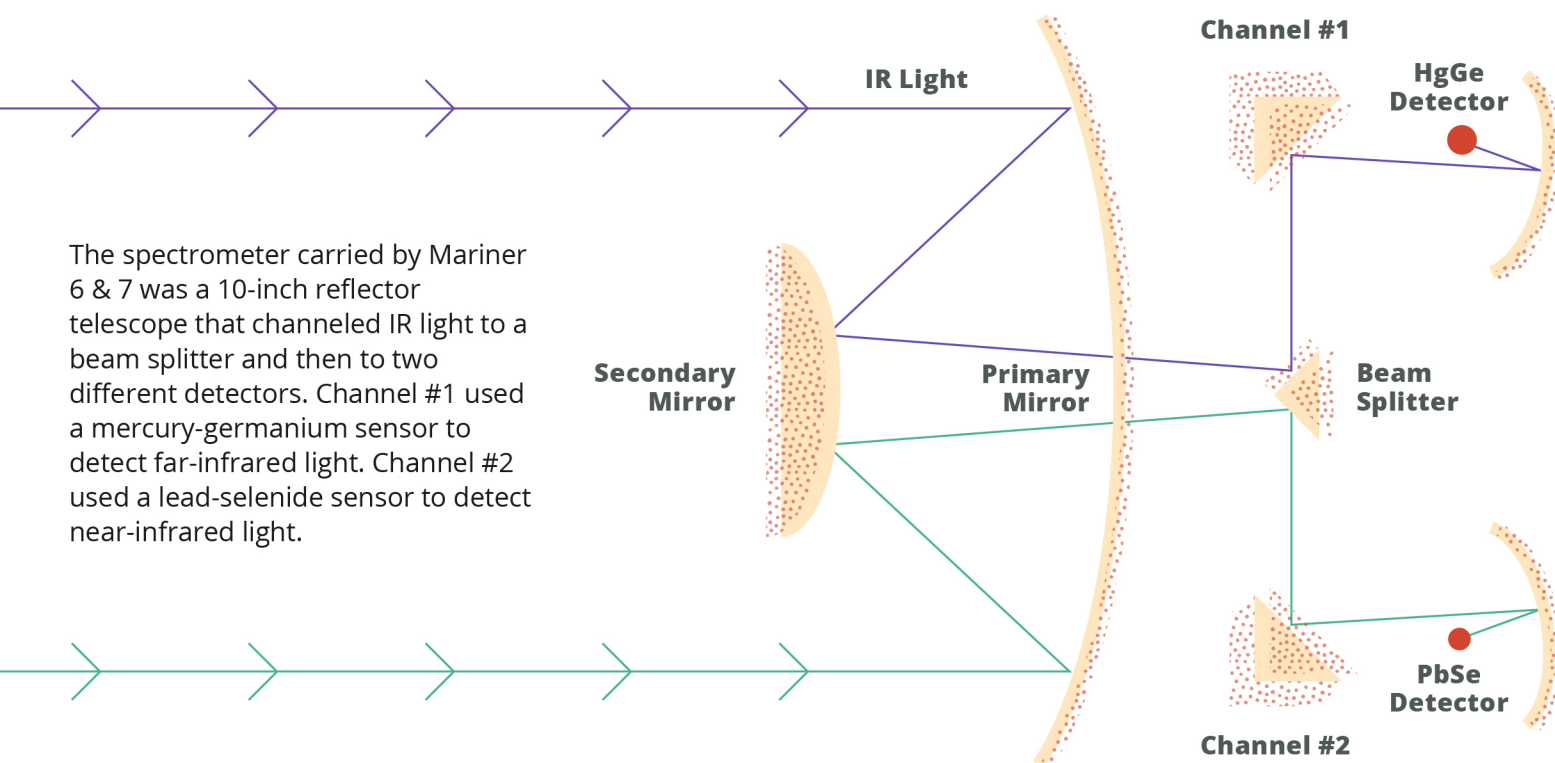 Channel #1
IR Light
HgGe
Detector
The spectrometer carried by Mariner
6 & 7 was a 10-inch reflector
telescope that channeled IR light to a
beam splitter and then to two
different detectors. Channel #1 used
a mercury-germanium sensor to
detect far-infrared light. Channel #2
used a lead-selenide sensor to detect
near-infrared light.
Secondary
Mirror
Primary
Mirror
Beam
Splitter
PbSe
Detector
Channel #2